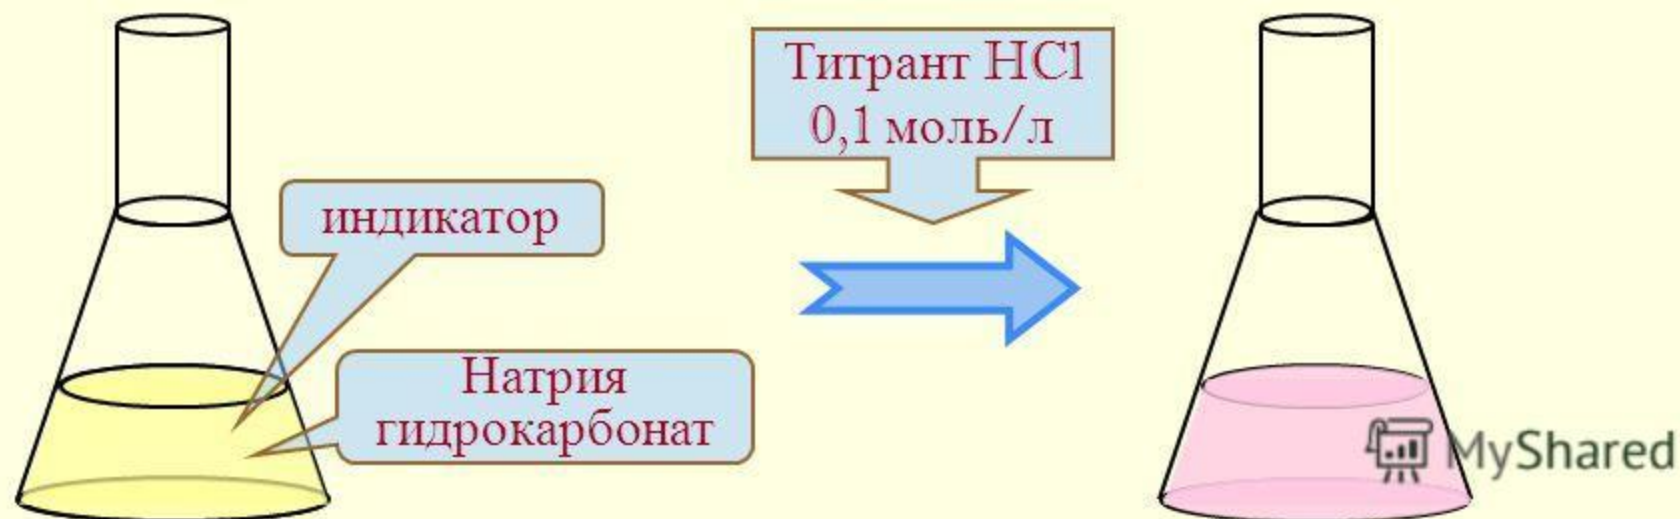 Титрант HCl
0,1 моль/л
индикатор
Натрия
гидрокарбонат
MyShared